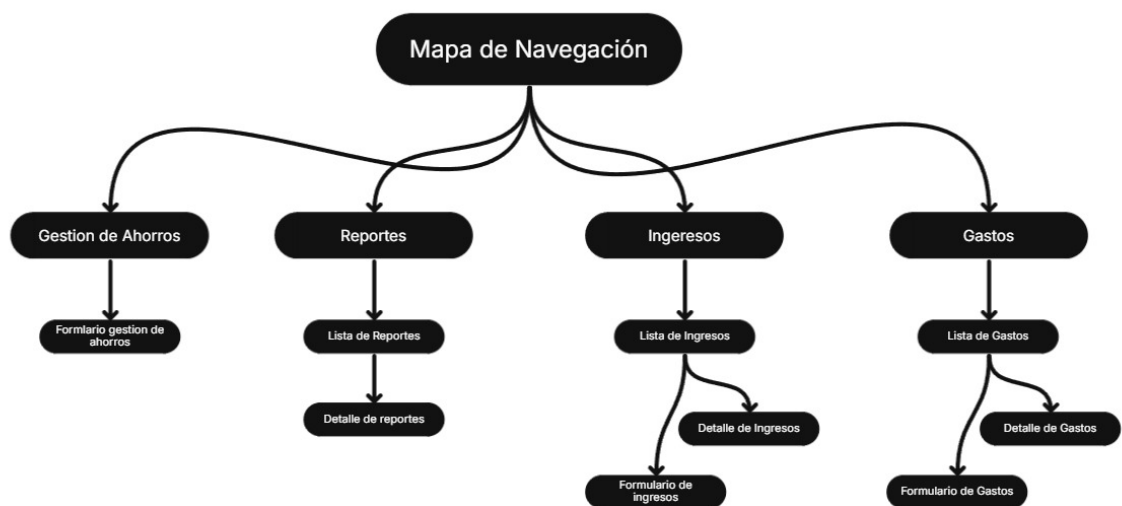 Mapa de Navegación
Gestion de Ahorros
Reportes
Ingeresos
Gastos
Formlario gestion de
ahorros
Lista de Reportes
Lista de Ingresos
Lista de Gastos
Detalle de reportes
Detalle de Ingresos
Detalle de Gastos
Formulario de
ingresos
Formulario de Gastos